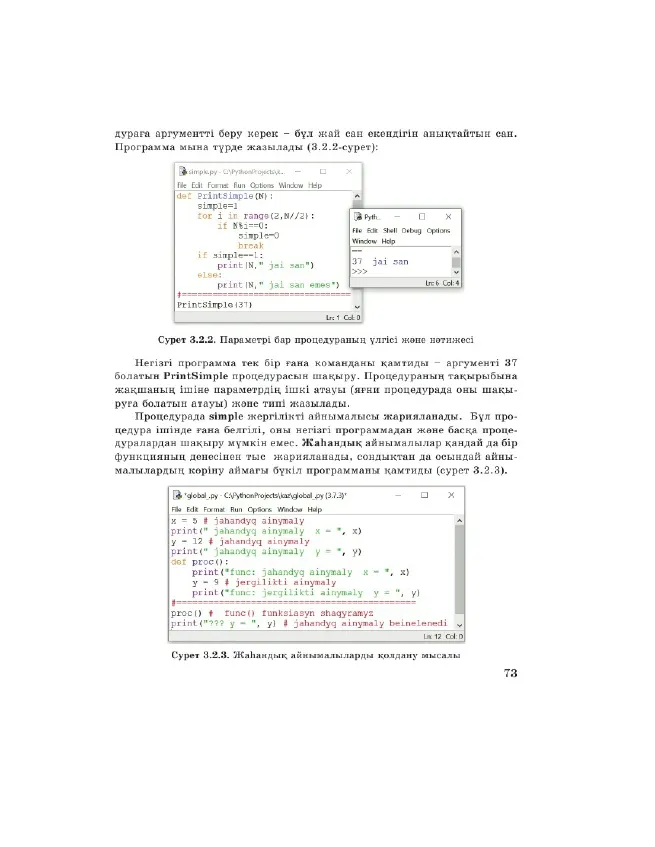 дураға аргументті беру керек – бұл жай сан екендігін анықтайтын сан.
Программа мына түрде жазылады (3.2.2-сурет):
simple.py - C:\PythonProjects\ka...
File Edit Format Run Options Window Help
def PrintSimple(N):
simple=1
for i in range(2,N//2):
if N%i==0:
simple=0
break
if simple==1:
print(N," jai san")
else:
print(N," jai san emes")
#================================
PrintSimple(37)
Ln: 1 Col: 0
Pyth...
File Edit Shell Debug Options
Window Help
==
37 jai san
>>>
Ln: 6 Col: 4
Сурет 3.2.2. Параметрі бар процедураның үлгісі және нәтижесі
Негізгі программа тек бір ғана команданы қамтиды – аргументі 37
болатын PrintSimple процедурасын шақыру. Процедураның тақырыбына
жақшаның ішіне параметрдің ішкі атауы (яғни процедурада оны шақы-
руға болатын атауы) және типі жазылады.
Процедурада simple жергілікті айнымалысы жарияланады. Бұл про-
цедура ішінде ғана белгілі, оны негізгі программадан және басқа проце-
дуралардан шақыру мүмкін емес. Жаһандық айнымалылар қандай да бір
функцияның денесінен тыс жарияланады, сондықтан да осындай айны-
малылардың көріну аймағы бүкіл программаны қамтиды (сурет 3.2.3).
*global_.py - C:\PythonProjects\kaz\global_.py (3.7.3)*
File Edit Format Run Options Window Help
x = 5 # jahandyq ainymaly
print(" jahandyq ainymaly x = ", x)
y = 12 # jahandyq ainymaly
print(" jahandyq ainymaly y = ", y)
def proc():
print("func: jahandyq ainymaly x = ", x)
y = 9 # jergilikti ainymaly
print("func: jergilikti ainymaly y = ", y)
#==============================================
proc() # func() funksiasyn shaqyramyz
print("??? y = ", y) # jahandyq ainymaly beinelenedi
Ln: 12 Col: 0
Сурет 3.2.3. Жаһандық айнымалыларды қолдану мысалы
73